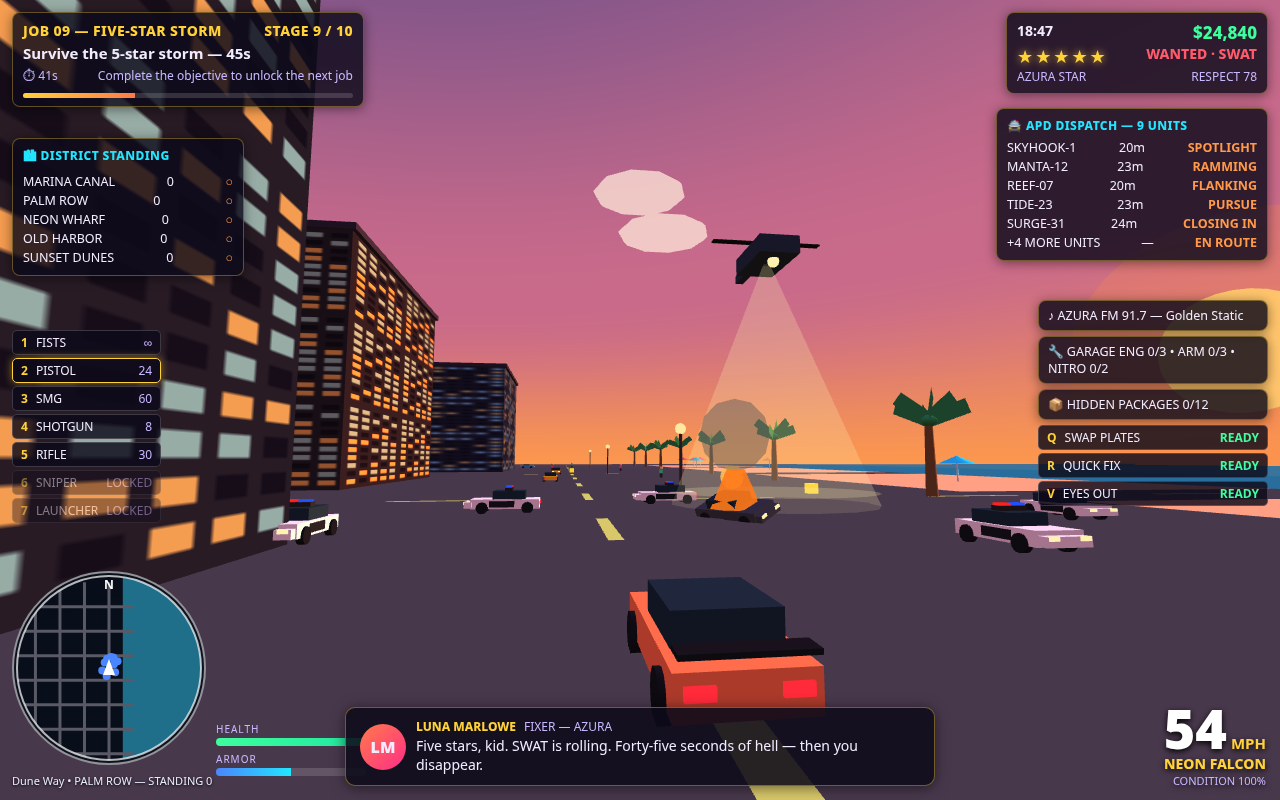 JOB 09 — FIVE-STAR STORM STAGE 9 / 10
Survive the 5-star storm — 45s
⏱ 41s Complete the objective to unlock the next job
18:47 $24,840
★★★★★ WANTED · SWAT
AZURA STAR RESPECT 78
🚔 APD DISPATCH — 9 UNITS
SKYHOOK-1 20m SPOTLIGHT
MANTA-12 23m RAMMING
REEF-07 20m FLANKING
TIDE-23 23m PURSUE
SURGE-31 24m CLOSING IN
+4 MORE UNITS — EN ROUTE
🏙 DISTRICT STANDING
MARINA CANAL 0 ○
PALM ROW 0 ○
NEON WHARF 0 ○
OLD HARBOR 0 ○
SUNSET DUNES 0 ○
♪ AZURA FM 91.7 — Golden Static
🔧 GARAGE ENG 0/3 • ARM 0/3 •
NITRO 0/2
📦 HIDDEN PACKAGES 0/12
Q SWAP PLATES READY
R QUICK FIX READY
V EYES OUT READY
1 FISTS ∞
2 PISTOL 24
3 SMG 60
4 SHOTGUN 8
5 RIFLE 30
6 SNIPER LOCKED
7 LAUNCHER LOCKED
N
HEALTH
ARMOR
Dune Way • PALM ROW — STANDING 0
LM
LUNA MARLOWE FIXER — AZURA
Five stars, kid. SWAT is rolling. Forty-five seconds of hell — then you
disappear.
54 MPH
NEON FALCON
CONDITION 100%